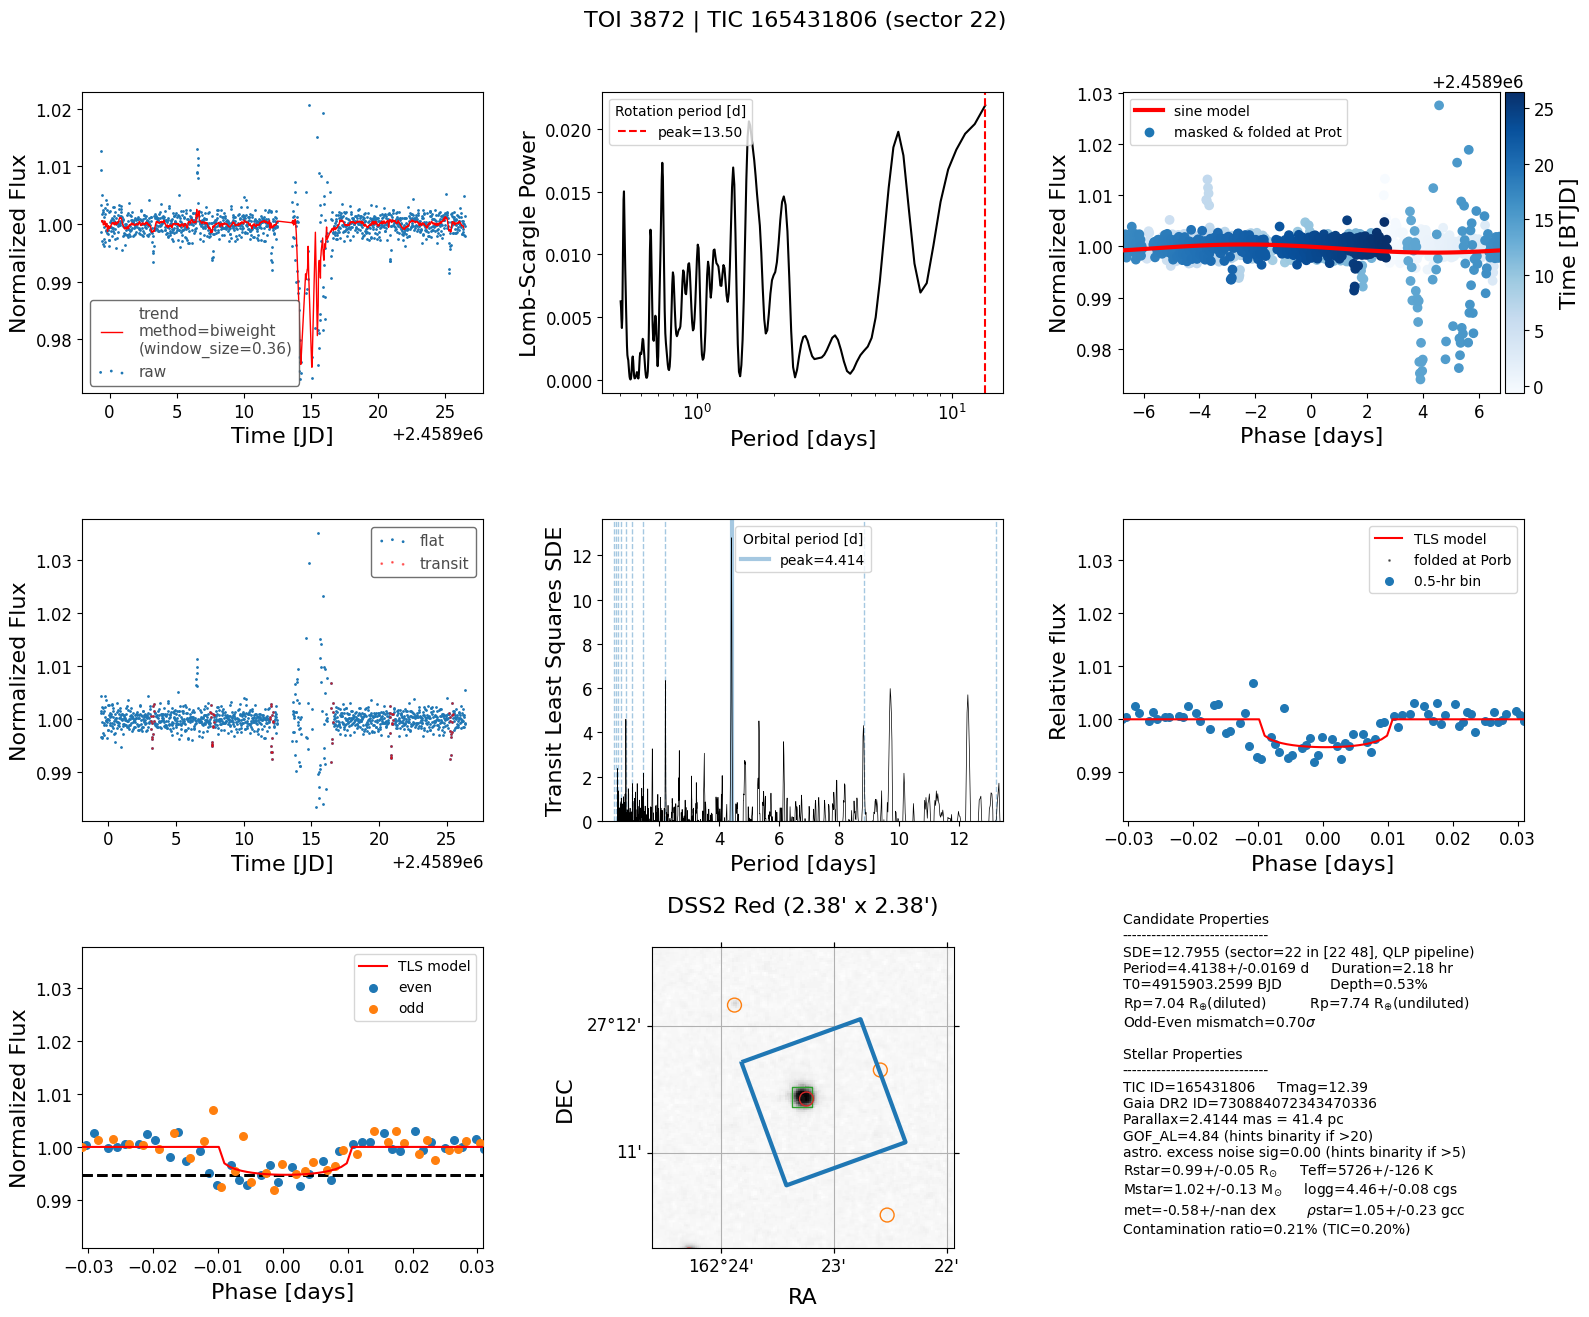 TOI 3872 | TIC 165431806 (sector 22)
Normalized Flux
1.02
1.01
1.00
0.99
0.98
trend
method=biweight
(window_size=0.36)
raw
0 5 10 15 20 25
Time [JD]
+2.4589e6
Lomb-Scargle Power
0.020
0.015
0.010
0.005
0.000
Rotation period [d]
peak=13.50
10⁰ 10¹
Period [days]
Normalized Flux
1.03
1.02
1.01
1.00
0.99
0.98
sine model
masked & folded at Prot
−6 −4 −2 0 2 4 6
Phase [days]
+2.4589e6
25
20
15
10
5
0
Time [BTJD]
Normalized Flux
1.03
1.02
1.01
1.00
0.99
flat
transit
0 5 10 15 20 25
Time [JD]
+2.4589e6
Transit Least Squares SDE
12
10
8
6
4
2
0
Orbital period [d]
peak=4.414
2 4 6 8 10 12
Period [days]
Relative flux
1.03
1.02
1.01
1.00
0.99
TLS model
folded at Porb
0.5-hr bin
−0.03 −0.02 −0.01 0.00 0.01 0.02 0.03
Phase [days]
Normalized Flux
1.03
1.02
1.01
1.00
0.99
TLS model
even
odd
−0.03 −0.02 −0.01 0.00 0.01 0.02 0.03
Phase [days]
DSS2 Red (2.38' x 2.38')
DEC
27°12'
11'
162°24' 23' 22'
RA
Candidate Properties
------------------------------
SDE=12.7955 (sector=22 in [22 48], QLP pipeline)
Period=4.4138+/-0.0169 d Duration=2.18 hr
T0=4915903.2599 BJD Depth=0.53%
Rp=7.04 R⊕(diluted) Rp=7.74 R⊕(undiluted)
Odd-Even mismatch=0.70σ
Stellar Properties
------------------------------
TIC ID=165431806 Tmag=12.39
Gaia DR2 ID=730884072343470336
Parallax=2.4144 mas = 41.4 pc
GOF_AL=4.84 (hints binarity if >20)
astro. excess noise sig=0.00 (hints binarity if >5)
Rstar=0.99+/-0.05 R⊙ Teff=5726+/-126 K
Mstar=1.02+/-0.13 M⊙ logg=4.46+/-0.08 cgs
met=-0.58+/-nan dex ρstar=1.05+/-0.23 gcc
Contamination ratio=0.21% (TIC=0.20%)